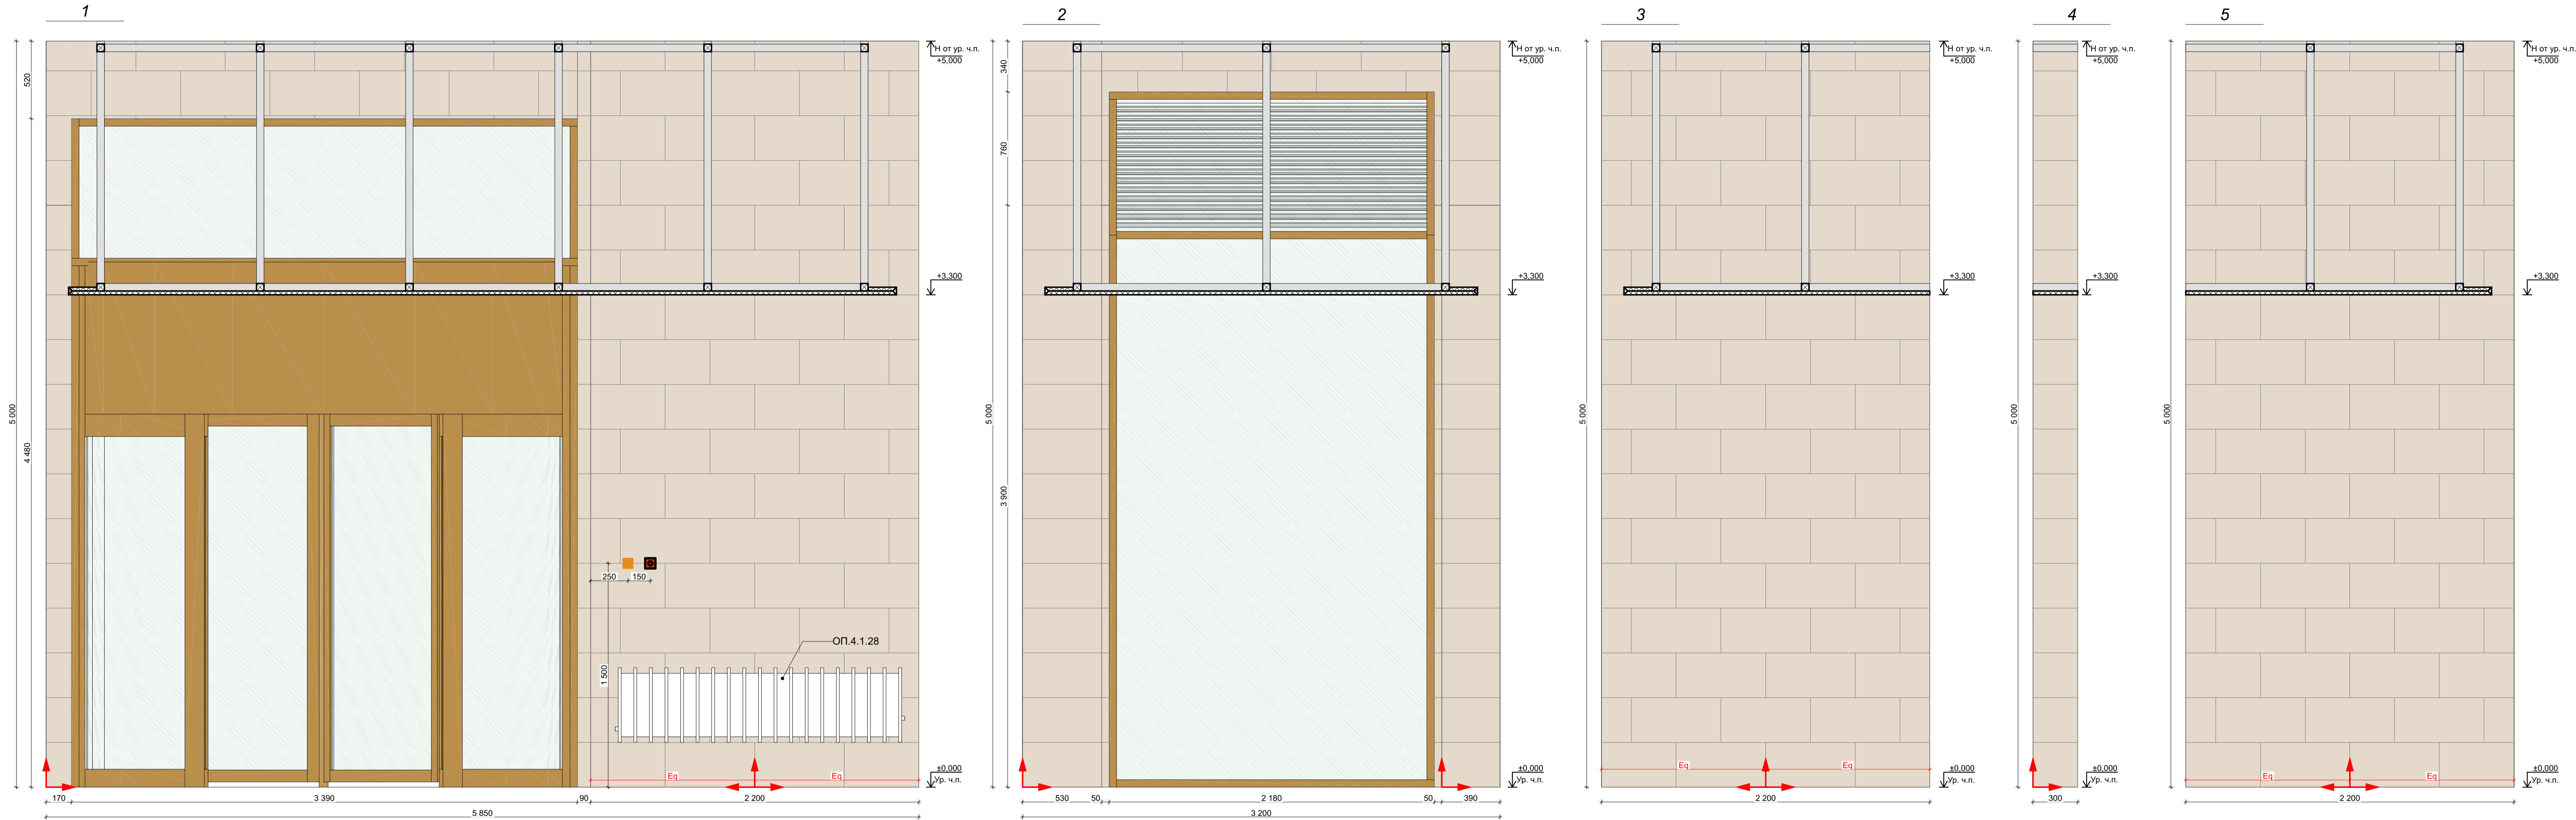 1
520
5 000
4 480
Н от ур. ч.п.
+5,000
+3,300
250
150
1 500
ОП.4.1.28
Eq
Eq
±0,000
Ур. ч.п.
170
3 390
90
2 200
5 850
2
340
760
5 000
3 900
Н от ур. ч.п.
+5,000
+3,300
±0,000
Ур. ч.п.
530
50
2 180
50
390
3 200
3
5 000
Н от ур. ч.п.
+5,000
+3,300
Eq
Eq
±0,000
Ур. ч.п.
2 200
4
5 000
Н от ур. ч.п.
+5,000
+3,300
±0,000
Ур. ч.п.
300
5
5 000
Н от ур. ч.п.
+5,000
+3,300
Eq
Eq
±0,000
Ур. ч.п.
2 200